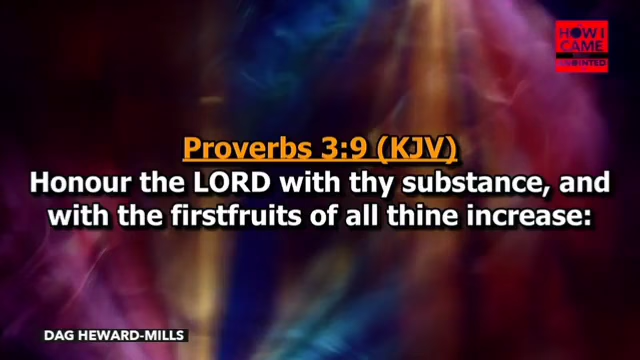 HOW I
CAME
ANOINTED
Proverbs 3:9 (KJV)
Honour the LORD with thy substance, and
with the firstfruits of all thine increase:
DAG HEWARD-MILLS